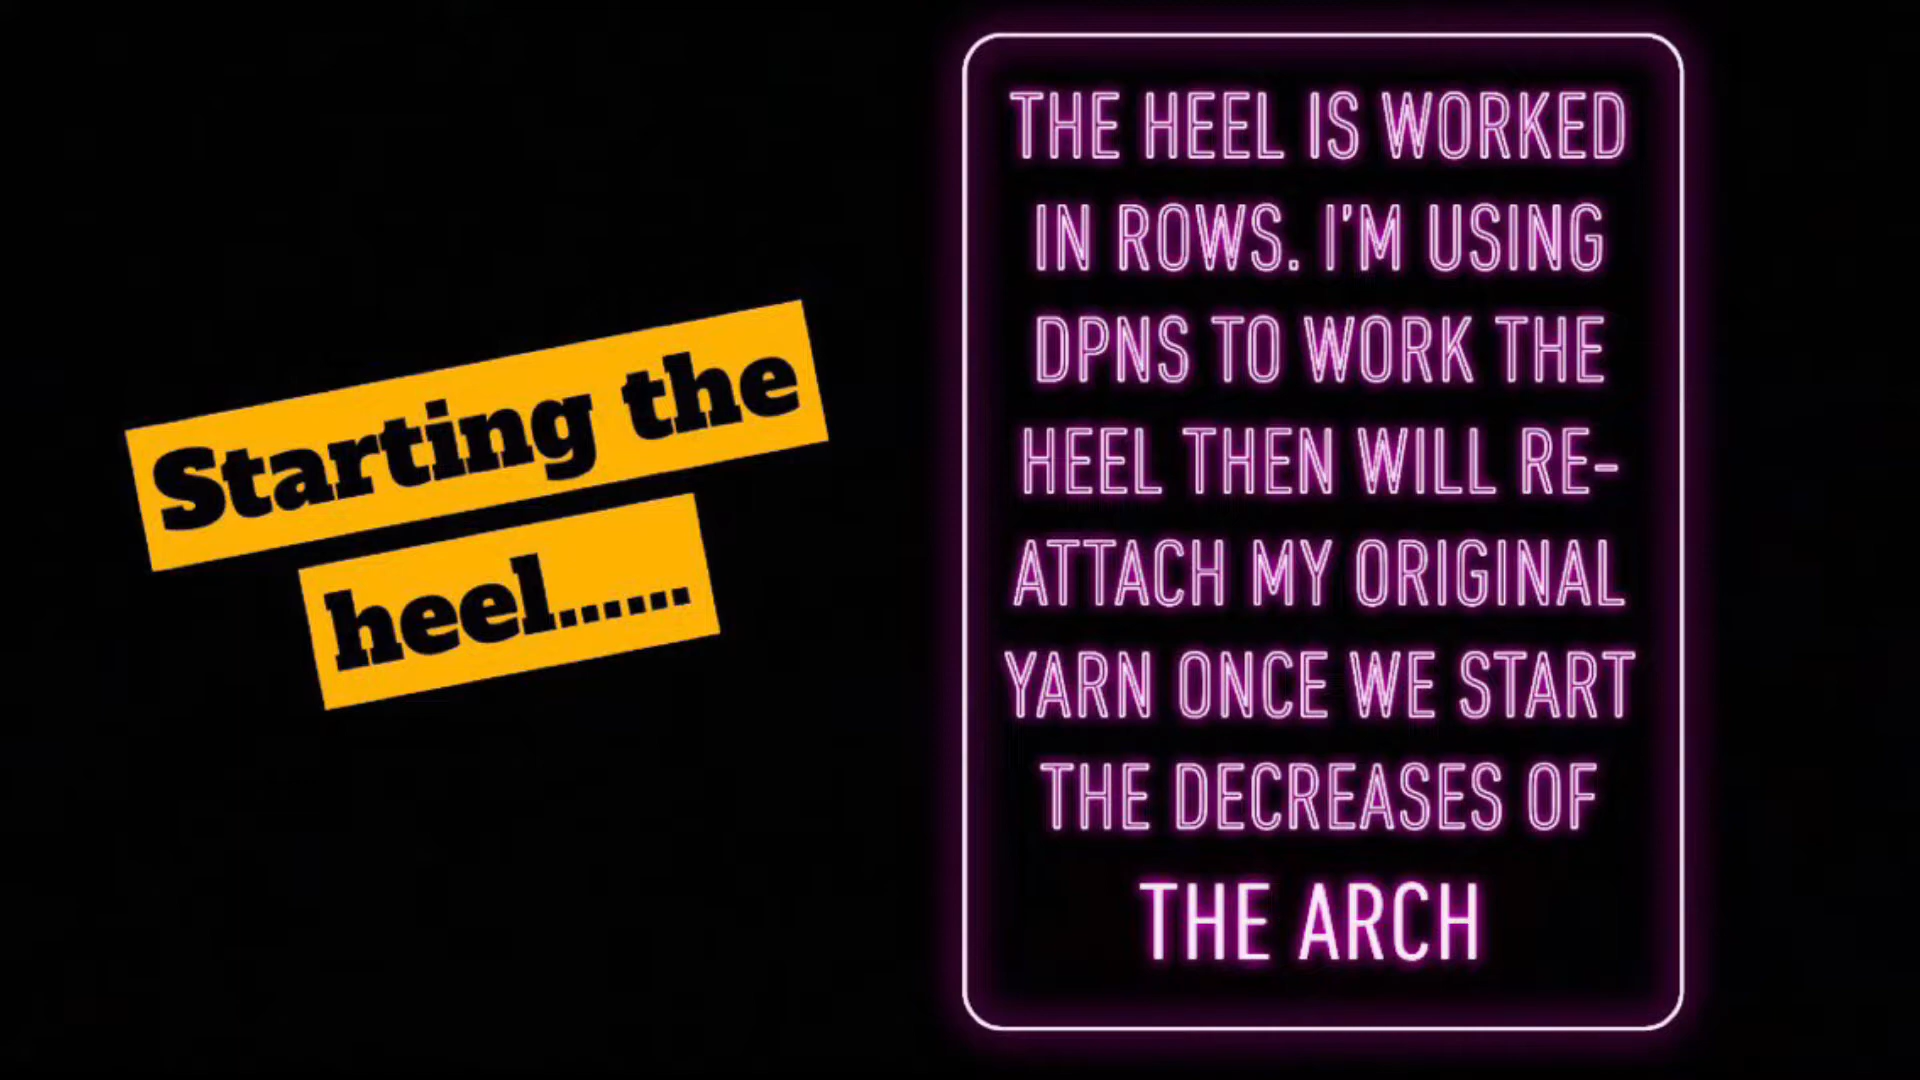 Starting the
heel......
THE HEEL IS WORKED
IN ROWS. I'M USING
DPNS TO WORK THE
HEEL THEN WILL RE-
ATTACH MY ORIGINAL
YARN ONCE WE START
THE DECREASES OF
THE ARCH